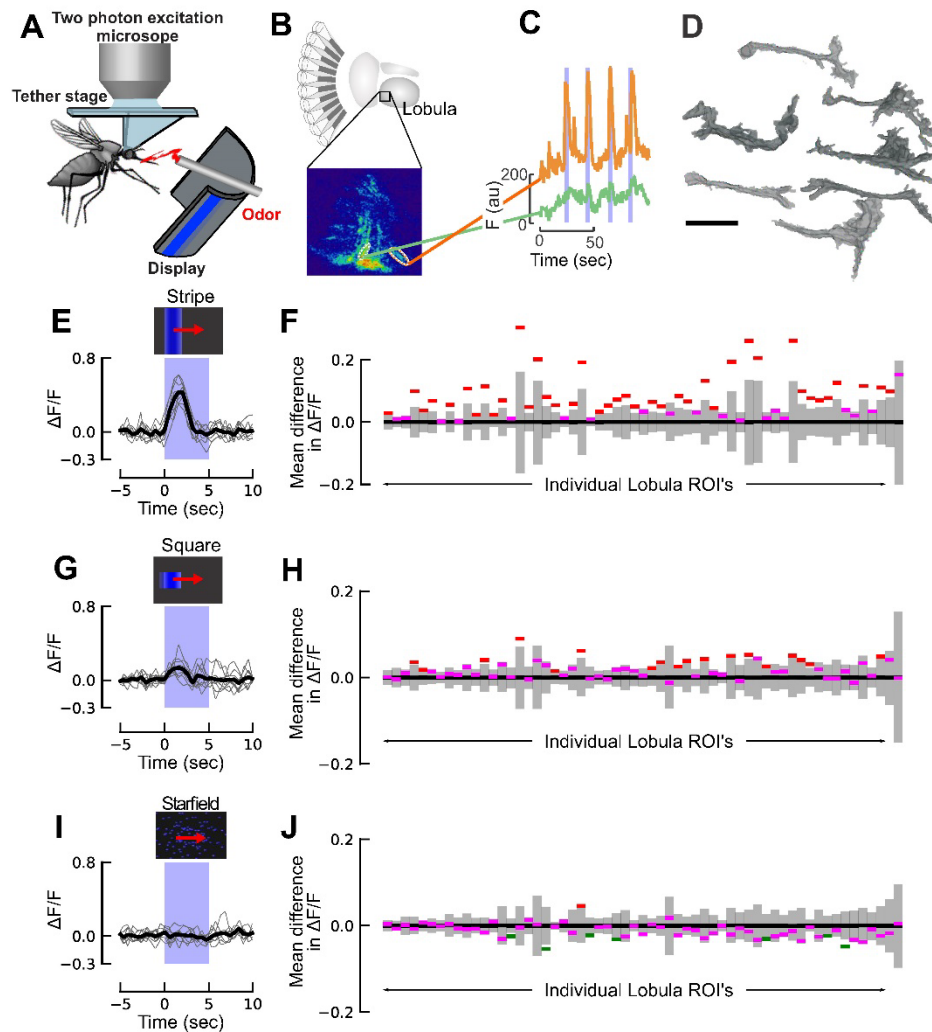 A
Two photon excitation
microsope
Tether stage
Odor
Display
B
Lobula
C
200
0
F (au)
0 50
Time (sec)
D
E
Stripe
0.8
0.0
−0.3
ΔF/F
−5 0 5 10
Time (sec)
F
0.2
0.0
−0.2
Mean difference
in ΔF/F
Individual Lobula ROI's
G
Square
0.8
0.0
−0.3
ΔF/F
−5 0 5 10
Time (sec)
H
0.2
0.0
−0.2
Mean difference
in ΔF/F
Individual Lobula ROI's
I
Starfield
0.8
0.0
−0.3
ΔF/F
−5 0 5 10
Time (sec)
J
0.2
0.0
−0.2
Mean difference
in ΔF/F
Individual Lobula ROI's